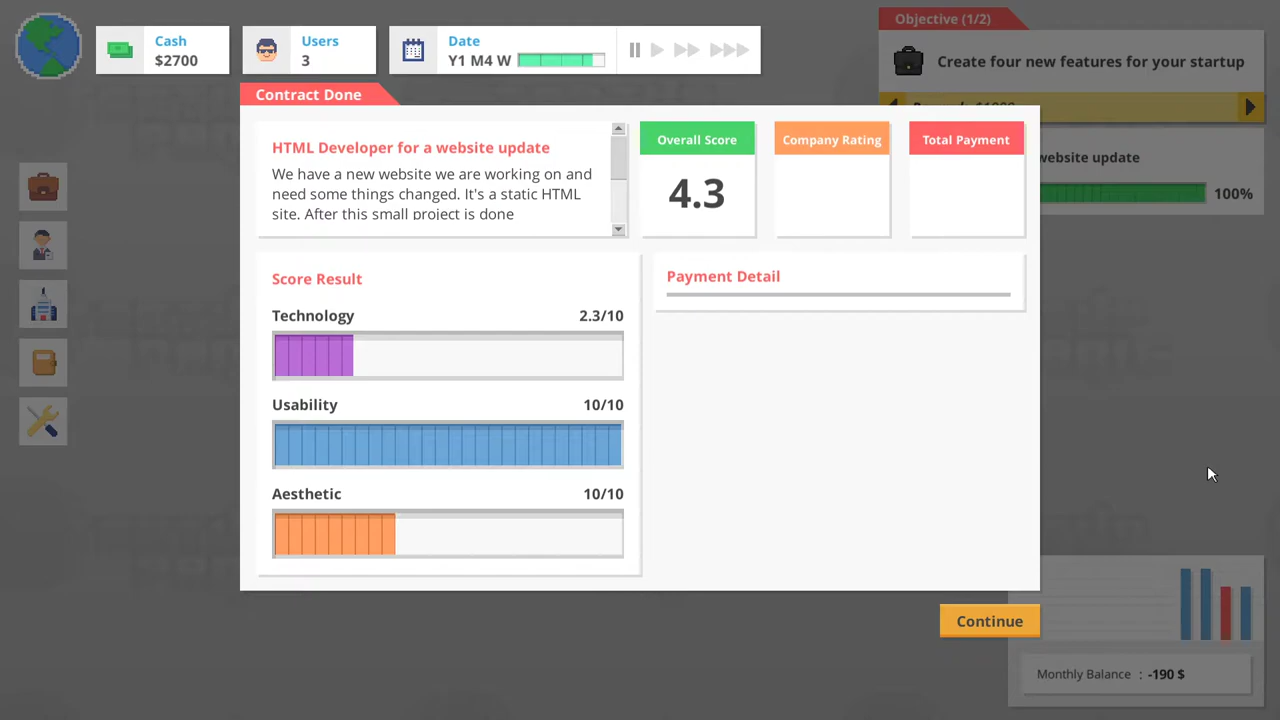 Cash
$2700
Users
3
Date
Y1 M4 W
Objective (1/2)
Create four new features for your startup
Contract Done
HTML Developer for a website update
We have a new website we are working on and
need some things changed. It's a static HTML
site. After this small project is done
Overall Score
4.3
Company Rating
Total Payment
website update
100%
Score Result
Technology
2.3/10
Usability
10/10
Aesthetic
10/10
Payment Detail
Continue
Monthly Balance : -190 $